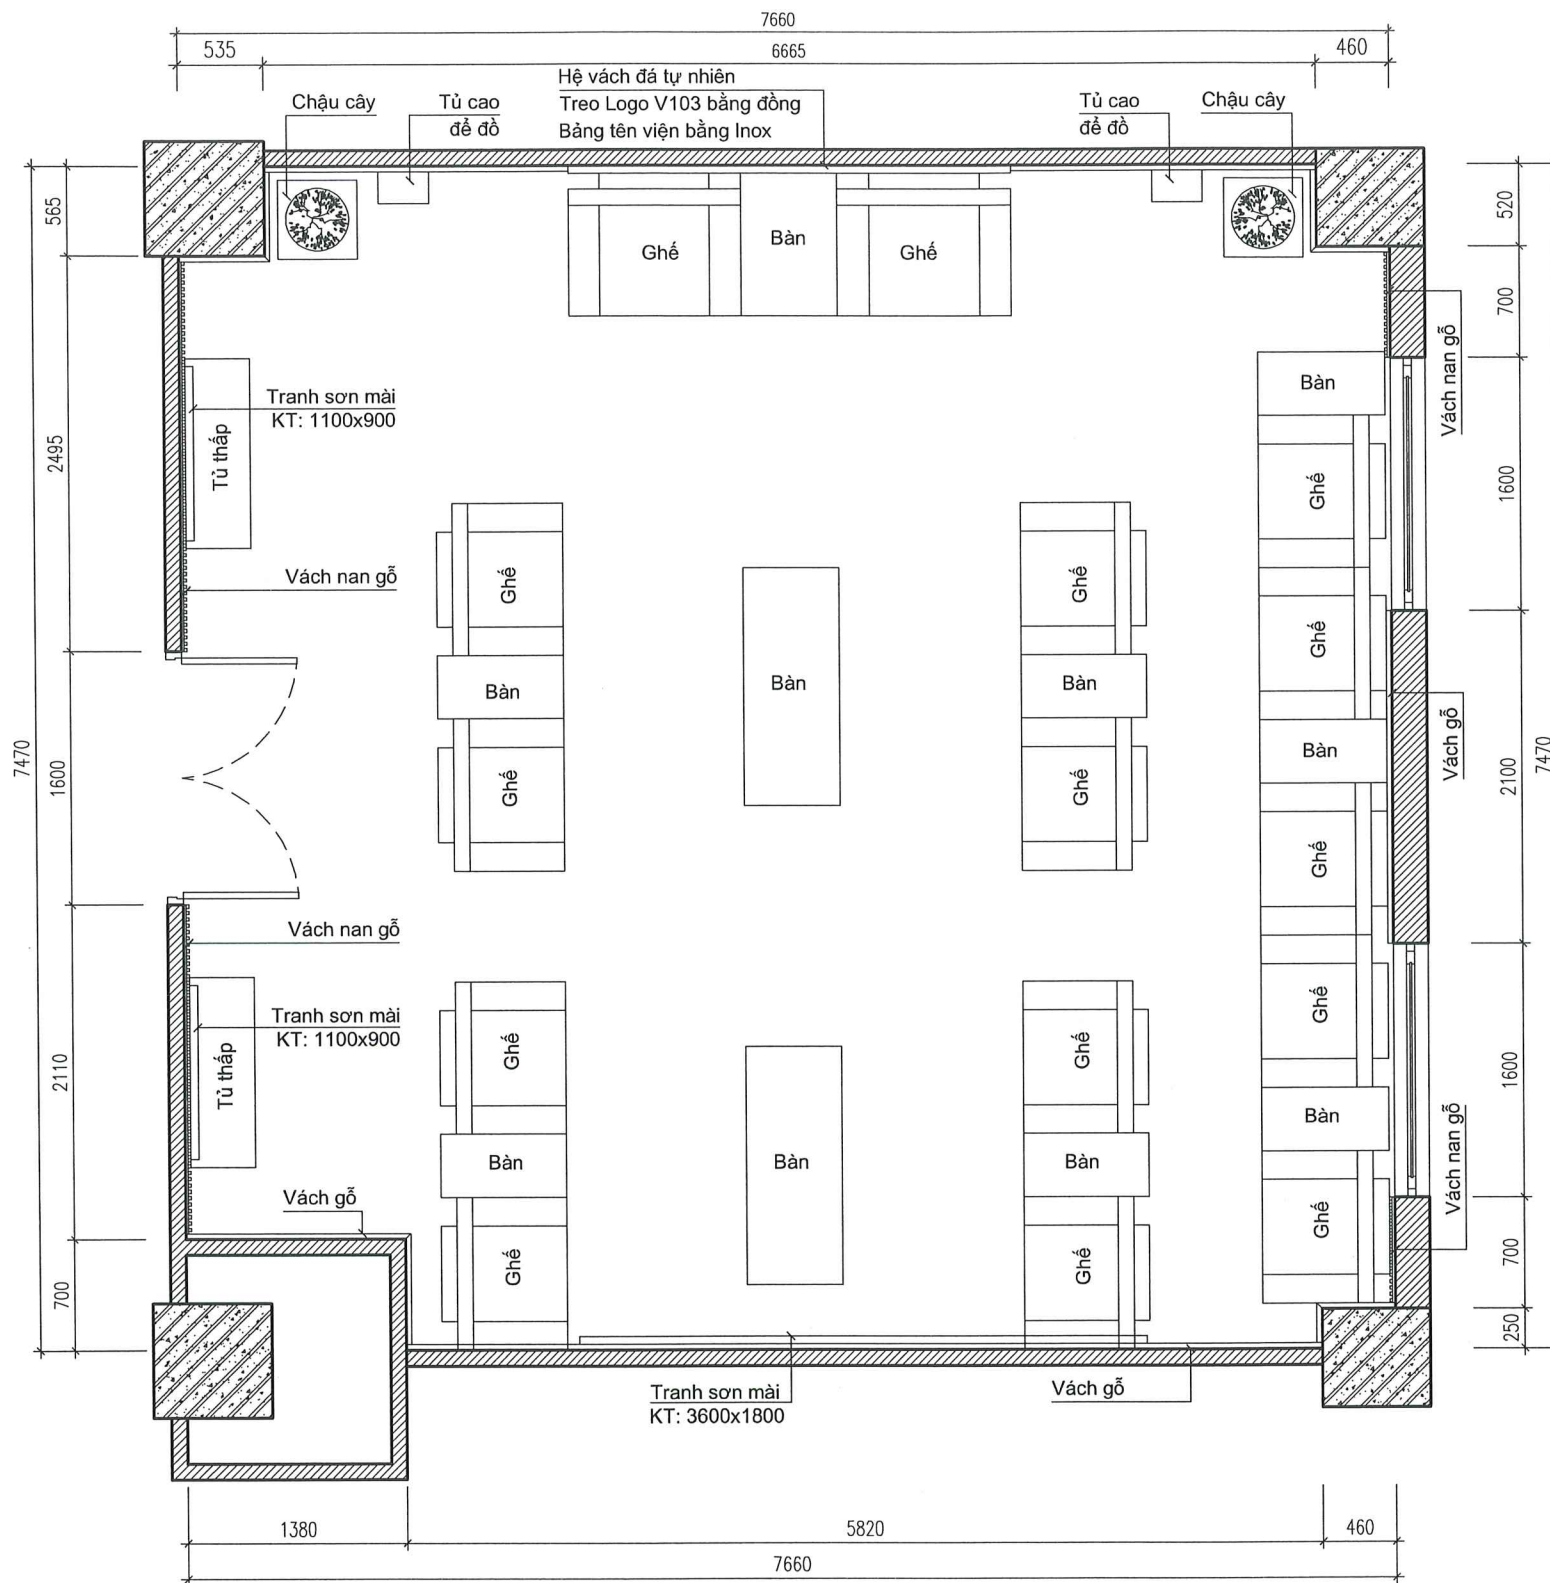 7660
535
6665
460
Hệ vách đá tự nhiên
Treo Logo V103 bằng đồng
Bảng tên viện bằng Inox
Chậu cây
Tủ cao
để đồ
Tủ cao
để đồ
Chậu cây
565
520
Ghế
Bàn
Ghế
700
Vách nan gỗ
Bàn
Tranh sơn mài
KT: 1100x900
Tủ thấp
2495
Ghế
1600
Vách nan gỗ
Ghế
Ghế
Ghế
Bàn
Bàn
Bàn
Vách gỗ
Bàn
7470
1600
2100
7470
Ghế
Ghế
Ghế
Vách nan gỗ
Tranh sơn mài
KT: 1100x900
Tủ thấp
2110
Ghế
Ghế
Ghế
1600
Bàn
Bàn
Bàn
Bàn
Vách nan gỗ
Vách gỗ
Ghế
Ghế
Ghế
700
700
250
Tranh sơn mài
KT: 3600x1800
Vách gỗ
1380
5820
460
7660